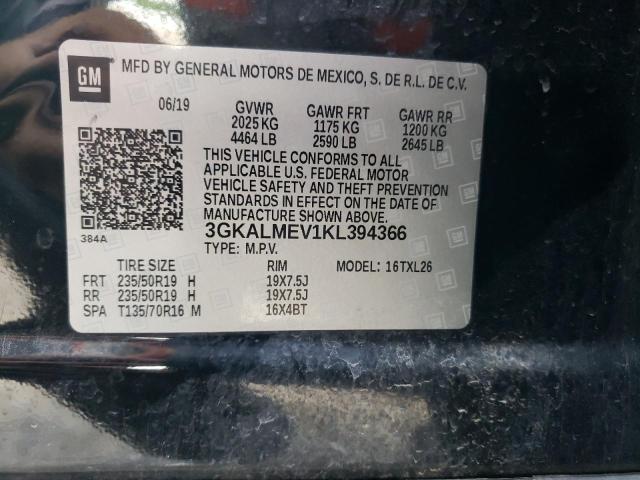 GM
MFD BY GENERAL MOTORS DE MEXICO, S. DE R.L. DE C.V.
06/19 GVWR GAWR FRT GAWR RR
2025 KG 1175 KG 1200 KG
4464 LB 2590 LB 2645 LB
THIS VEHICLE CONFORMS TO ALL
APPLICABLE U.S. FEDERAL MOTOR
VEHICLE SAFETY AND THEFT PREVENTION
STANDARDS IN EFFECT ON THE DATE OF
MANUFACTURE SHOWN ABOVE.
384A
3GKALMEV1KL394366
TYPE: M.P.V.
TIRE SIZE RIM MODEL: 16TXL26
FRT 235/50R19 H 19X7.5J
RR 235/50R19 H 19X7.5J
SPA T135/70R16 M 16X4BT